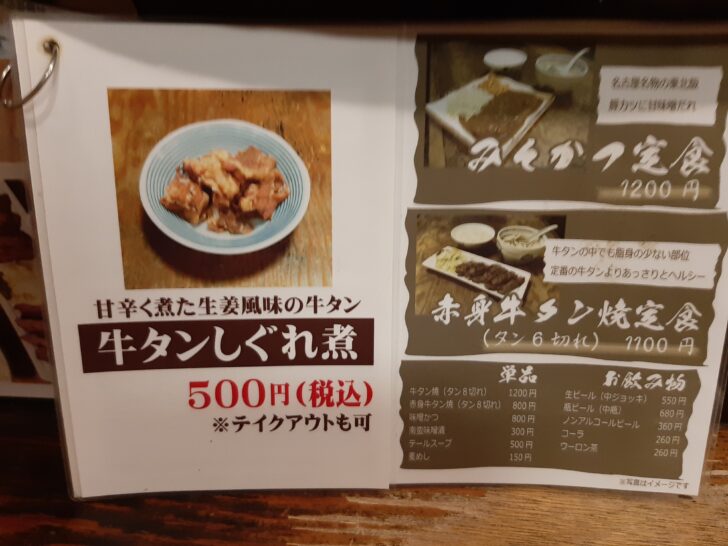 甘辛く煮た生姜風味の牛タン
牛タンしぐれ煮
500円(税込)
※テイクアウトも可
名古屋名物の東北版
豚カツに甘味噌だれ
みそかつ定食
1200円
牛タンの中でも脂身の少ない部位
定番の牛タンよりあっさりとヘルシー
赤身牛タン焼定食
(タン6切れ) 1100円
単品
牛タン焼(タン8切れ) 1200円
赤身牛タン焼(タン8切れ) 800円
味噌かつ 800円
南蛮味噌漬 300円
テールスープ 500円
麦めし 150円
お飲み物
生ビール(中ジョッキ) 550円
瓶ビール(中瓶) 680円
ノンアルコールビール 360円
コーラ 260円
ウーロン茶 260円
※写真はイメージです